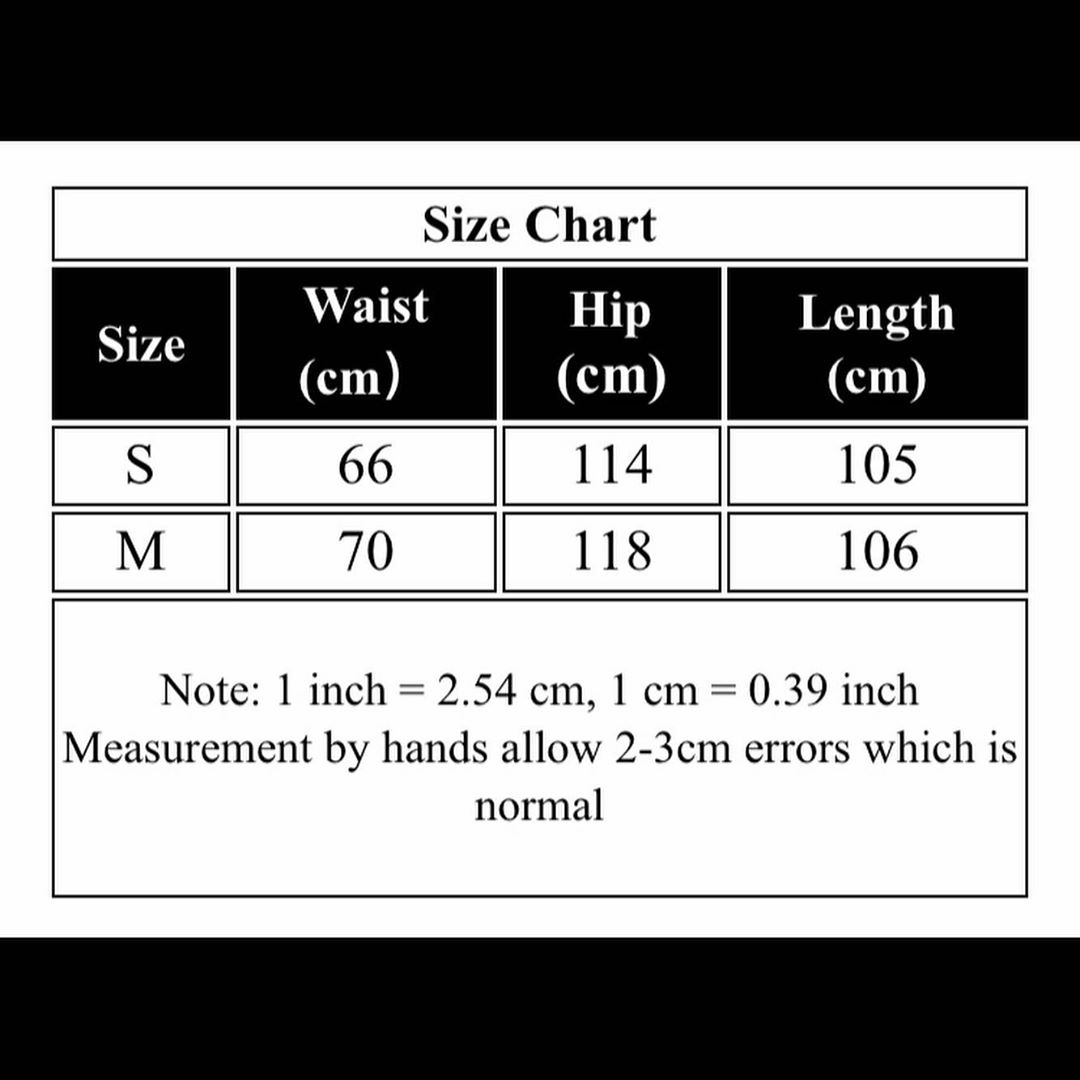 Size Chart
Size Waist (cm) Hip (cm) Length (cm)
S 66 114 105
M 70 118 106
Note: 1 inch = 2.54 cm, 1 cm = 0.39 inch
Measurement by hands allow 2-3cm errors which is
normal